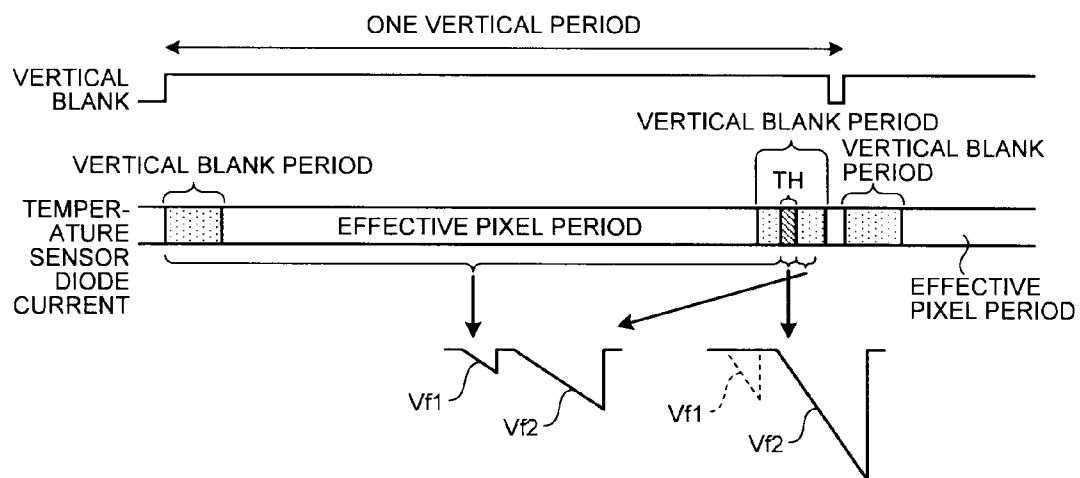 ONE VERTICAL PERIOD
VERTICAL
BLANK
VERTICAL BLANK PERIOD
VERTICAL BLANK PERIOD
VERTICAL BLANK
PERIOD
TH
TEMPER-
ATURE
SENSOR
DIODE
CURRENT
EFFECTIVE PIXEL PERIOD
EFFECTIVE
PIXEL PERIOD
Vf1
Vf2
Vf1
Vf2